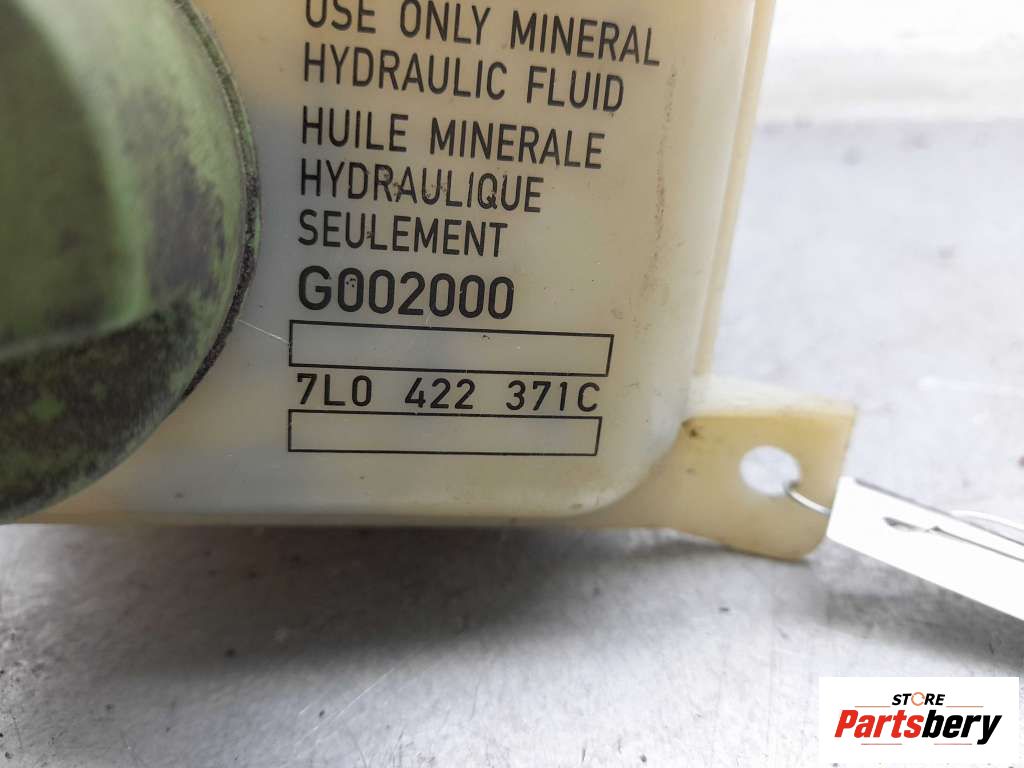 USE ONLY MINERAL
HYDRAULIC FLUID
HUILE MINERALE
HYDRAULIQUE
SEULEMENT
G002000
7L0 422 371C
STORE
Partsbery